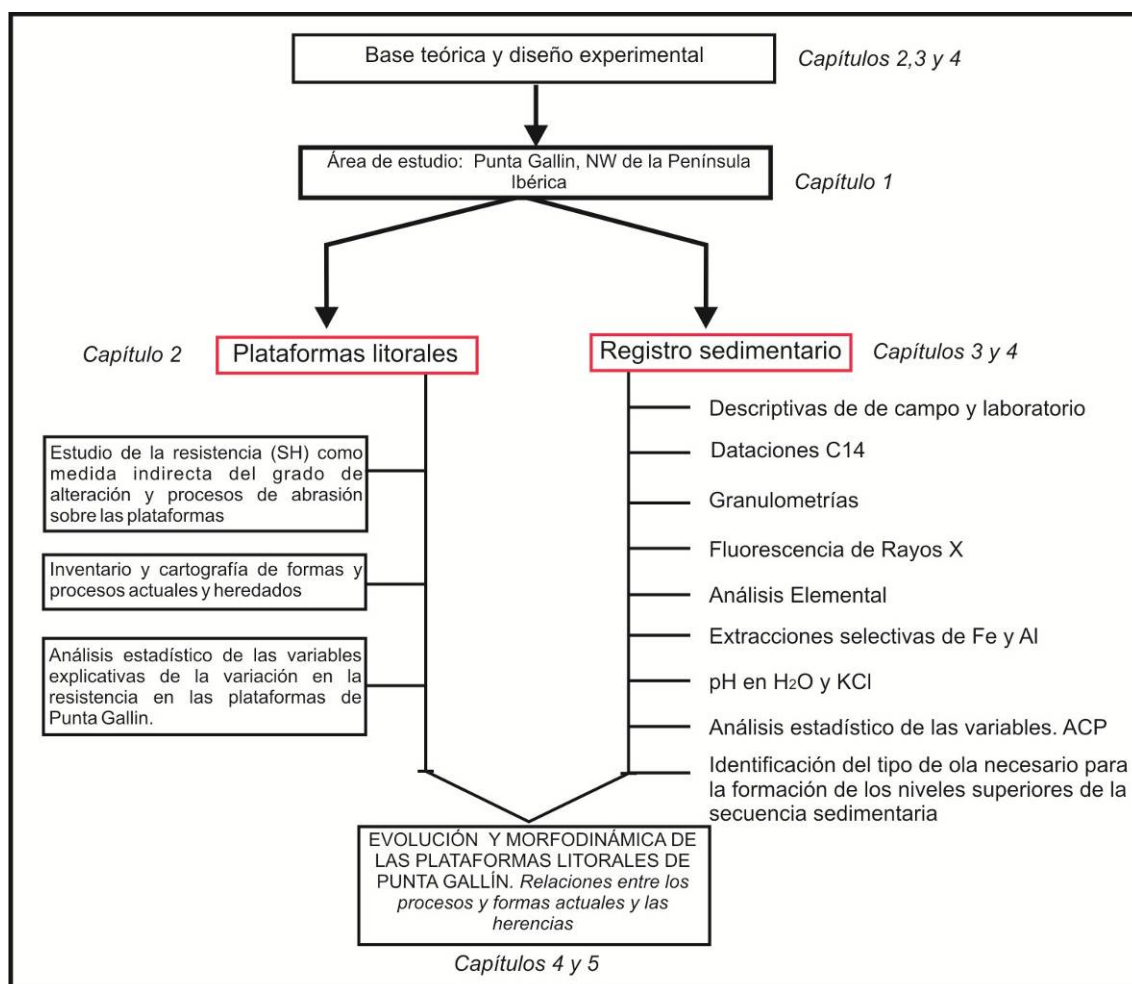 Base teórica y diseño experimental
Capítulos 2,3 y 4
Área de estudio: Punta Gallin, NW de la Península
Ibérica
Capítulo 1
Capítulo 2
Plataformas litorales
Registro sedimentario
Capítulos 3 y 4
Estudio de la resistencia (SH) como
medida indirecta del grado de
alteración y procesos de abrasión
sobre las plataformas
Inventario y cartografía de formas y
procesos actuales y heredados
Análisis estadístico de las variables
explicativas de la variación en la
resistencia en las plataformas de
Punta Gallin.
Descriptivas de de campo y laboratorio
Dataciones C14
Granulometrías
Fluorescencia de Rayos X
Análisis Elemental
Extracciones selectivas de Fe y Al
pH en H2O y KCl
Análisis estadístico de las variables. ACP
Identificación del tipo de ola necesario para
la formación de los niveles superiores de la
secuencia sedimentaria
EVOLUCIÓN Y MORFODINÁMICA DE
LAS PLATAFORMAS LITORALES DE
PUNTA GALLÍN. Relaciones entre los
procesos y formas actuales y las
herencias
Capítulos 4 y 5